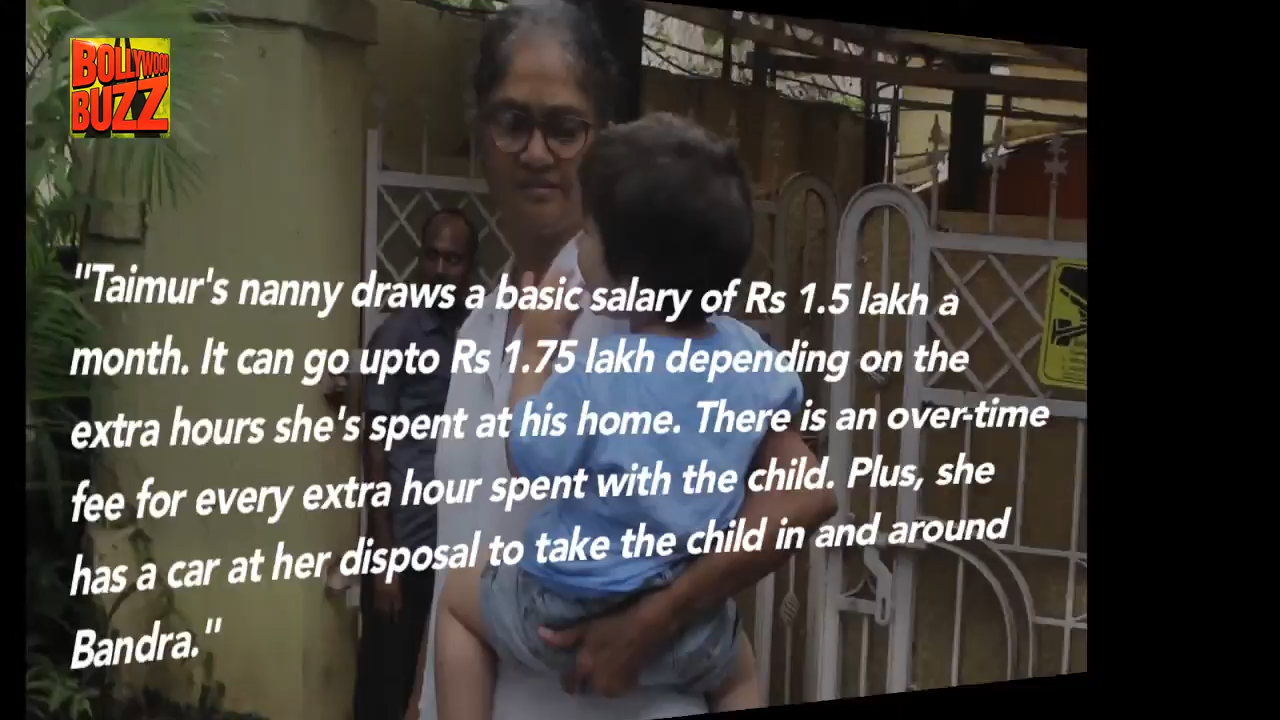 BOLLYWOOD
BUZZ
"Taimur's nanny draws a basic salary of Rs 1.5 lakh a
month. It can go upto Rs 1.75 lakh depending on the
extra hours she's spent at his home. There is an over-time
fee for every extra hour spent with the child. Plus, she
has a car at her disposal to take the child in and around
Bandra."